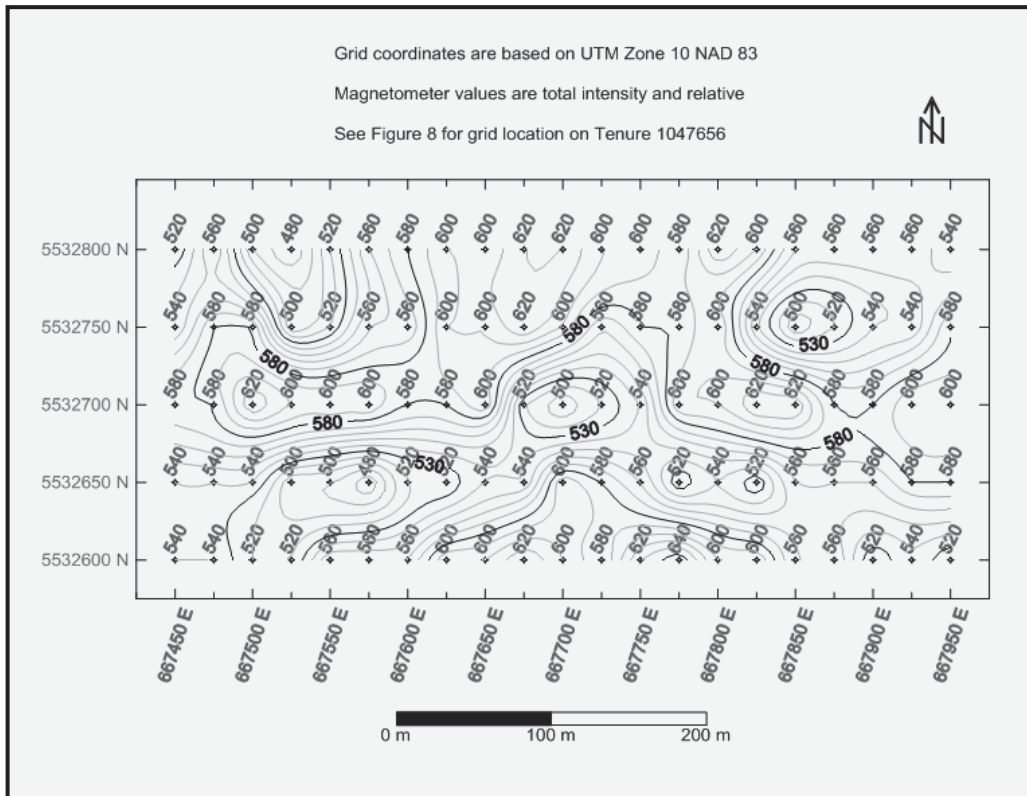 Grid coordinates are based on UTM Zone 10 NAD 83
Magnetometer values are total intensity and relative
See Figure 8 for grid location on Tenure 1047656
N
5532800 N 520 560 500 480 520 560 580 600 600 620 620 600 600 580 620 600 560 560 560 560 540
5532750 N 540 580 580 500 520 560 580 600 600 600 560 580 580 580 540 500 520 540 540 580
580 580 530 580
5532700 N 580 580 620 600 600 600 580 580 600 520 500 520 540 600 600 620 620 580 580 600 600
580 530 580
530
5532650 N 540 540 580 520 500 460 520 560 540 540 600 580 560 520 540 520 560 560 560 580 580
5532600 N 540 540 520 520 560 560 560 600 600 620 600 580 620 640 600 600 560 560 520 540 520
667450 E 667500 E 667550 E 667600 E 667650 E 667700 E 667750 E 667800 E 667850 E 667900 E 667950 E
0 m 100 m 200 m